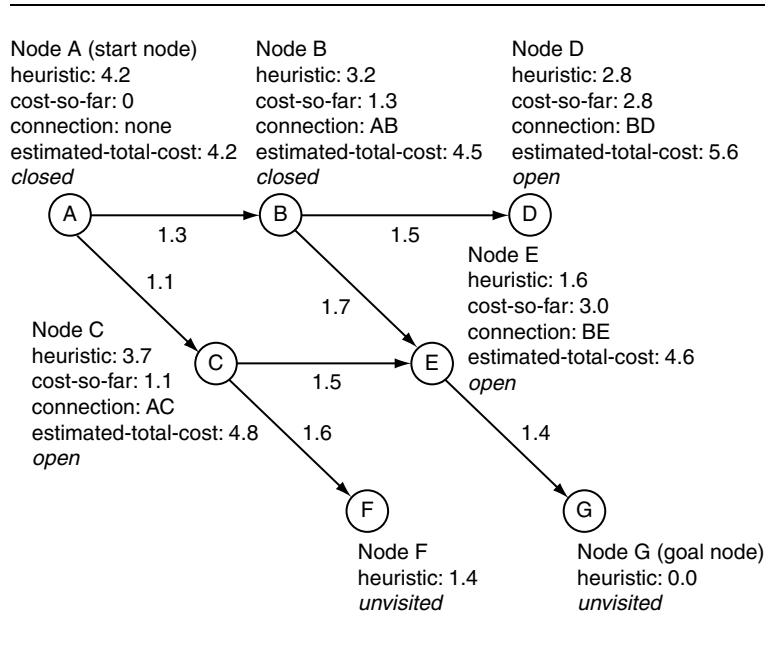 Node A (start node)
heuristic: 4.2
cost-so-far: 0
connection: none
estimated-total-cost: 4.2
closed
Node B
heuristic: 3.2
cost-so-far: 1.3
connection: AB
estimated-total-cost: 4.5
closed
Node D
heuristic: 2.8
cost-so-far: 2.8
connection: BD
estimated-total-cost: 5.6
open
A
B
D
1.3
1.5
1.1
1.7
Node E
heuristic: 1.6
cost-so-far: 3.0
connection: BE
estimated-total-cost: 4.6
open
Node C
heuristic: 3.7
cost-so-far: 1.1
connection: AC
estimated-total-cost: 4.8
open
C
E
1.5
1.6
1.4
F
G
Node F
heuristic: 1.4
unvisited
Node G (goal node)
heuristic: 0.0
unvisited